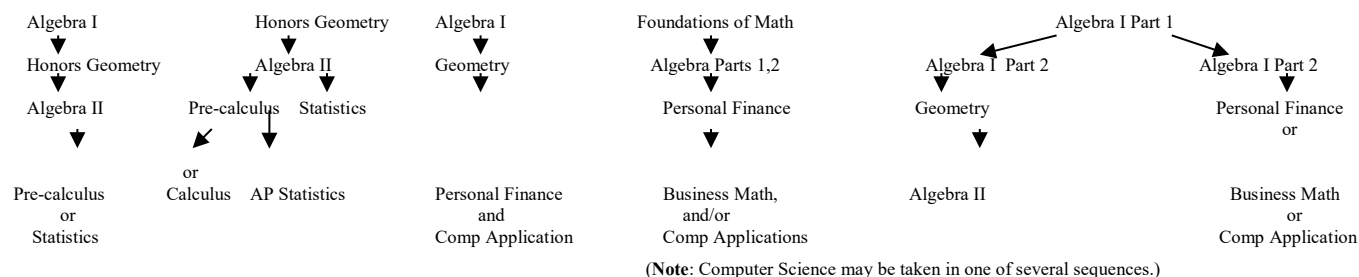 Algebra I Honors Geometry Algebra I Foundations of Math Algebra I Part 1
Honors Geometry Algebra II Geometry Algebra Parts 1,2 Algebra I Part 2 Algebra I Part 2
Algebra II Pre-calculus Statistics Personal Finance Geometry Personal Finance
or
or
Pre-calculus Calculus AP Statistics Personal Finance Business Math, Algebra II Business Math
or and and/or or
Statistics Comp Application Comp Applications Comp Application
(Note: Computer Science may be taken in one of several sequences.)